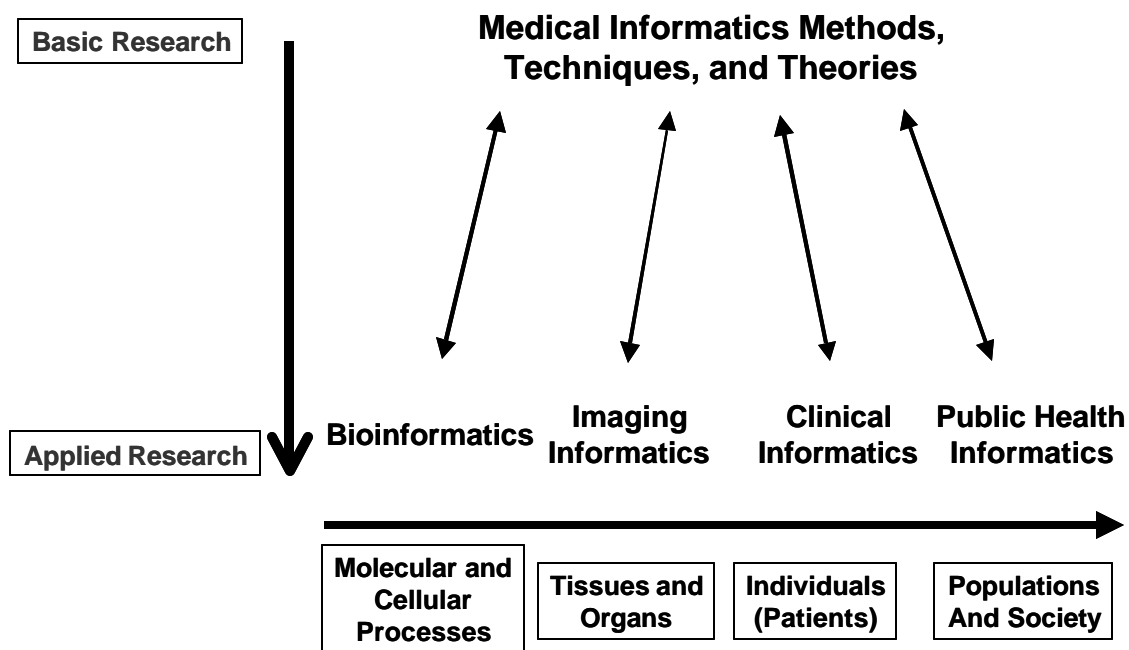 Basic Research
Medical Informatics Methods,
Techniques, and Theories
Applied Research
Bioinformatics
Imaging
Informatics
Clinical
Informatics
Public Health
Informatics
Molecular and
Cellular
Processes
Tissues and
Organs
Individuals
(Patients)
Populations
And Society